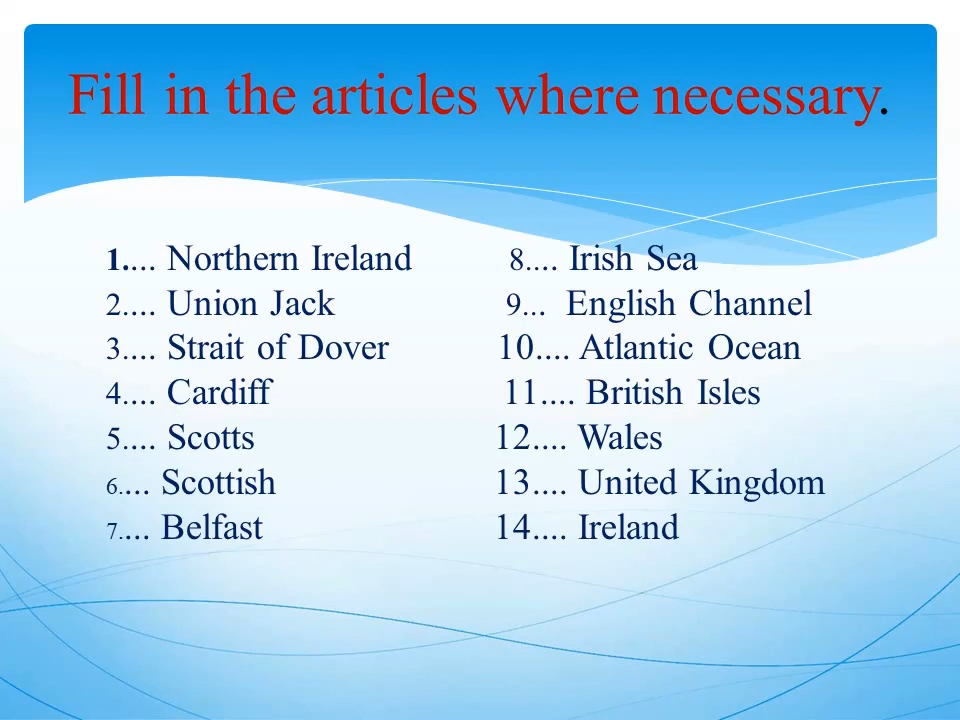 Fill in the articles where necessary.
1.... Northern Ireland
2.... Union Jack
3.... Strait of Dover
4.... Cardiff
5.... Scotts
6.... Scottish
7.... Belfast
8.... Irish Sea
9... English Channel
10.... Atlantic Ocean
11.... British Isles
12.... Wales
13.... United Kingdom
14.... Ireland